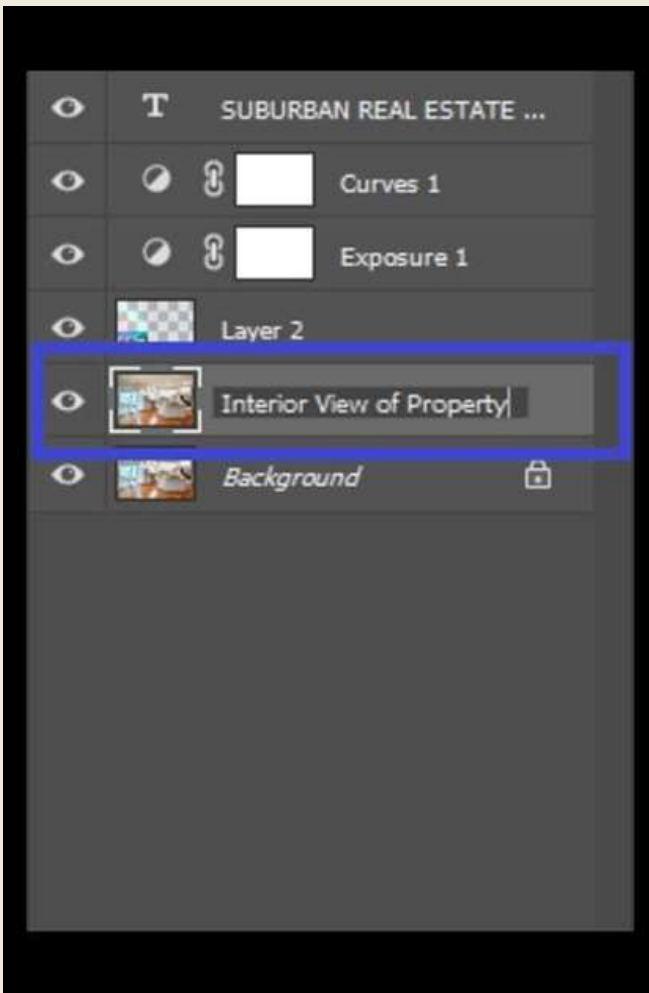 T SUBURBAN REAL ESTATE ...
Curves 1
Exposure 1
Layer 2
Interior View of Property
Background